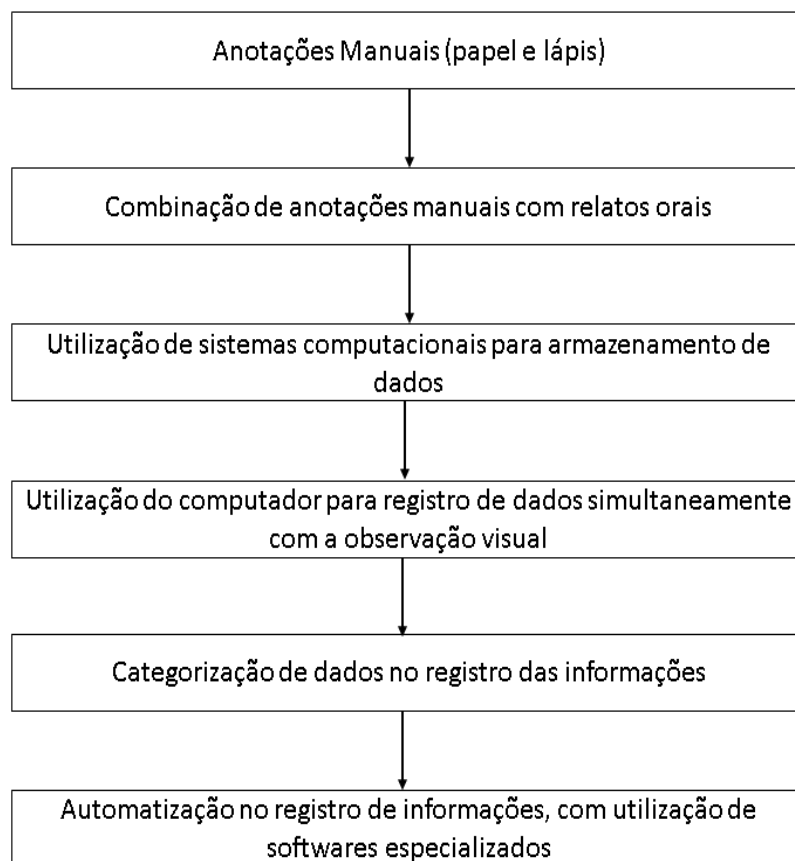 Anotações Manuais (papel e lápis)
Combinação de anotações manuais com relatos orais
Utilização de sistemas computacionais para armazenamento de
dados
Utilização do computador para registro de dados simultaneamente
com a observação visual
Categorização de dados no registro das informações
Automatização no registro de informações, com utilização de
softwares especializados